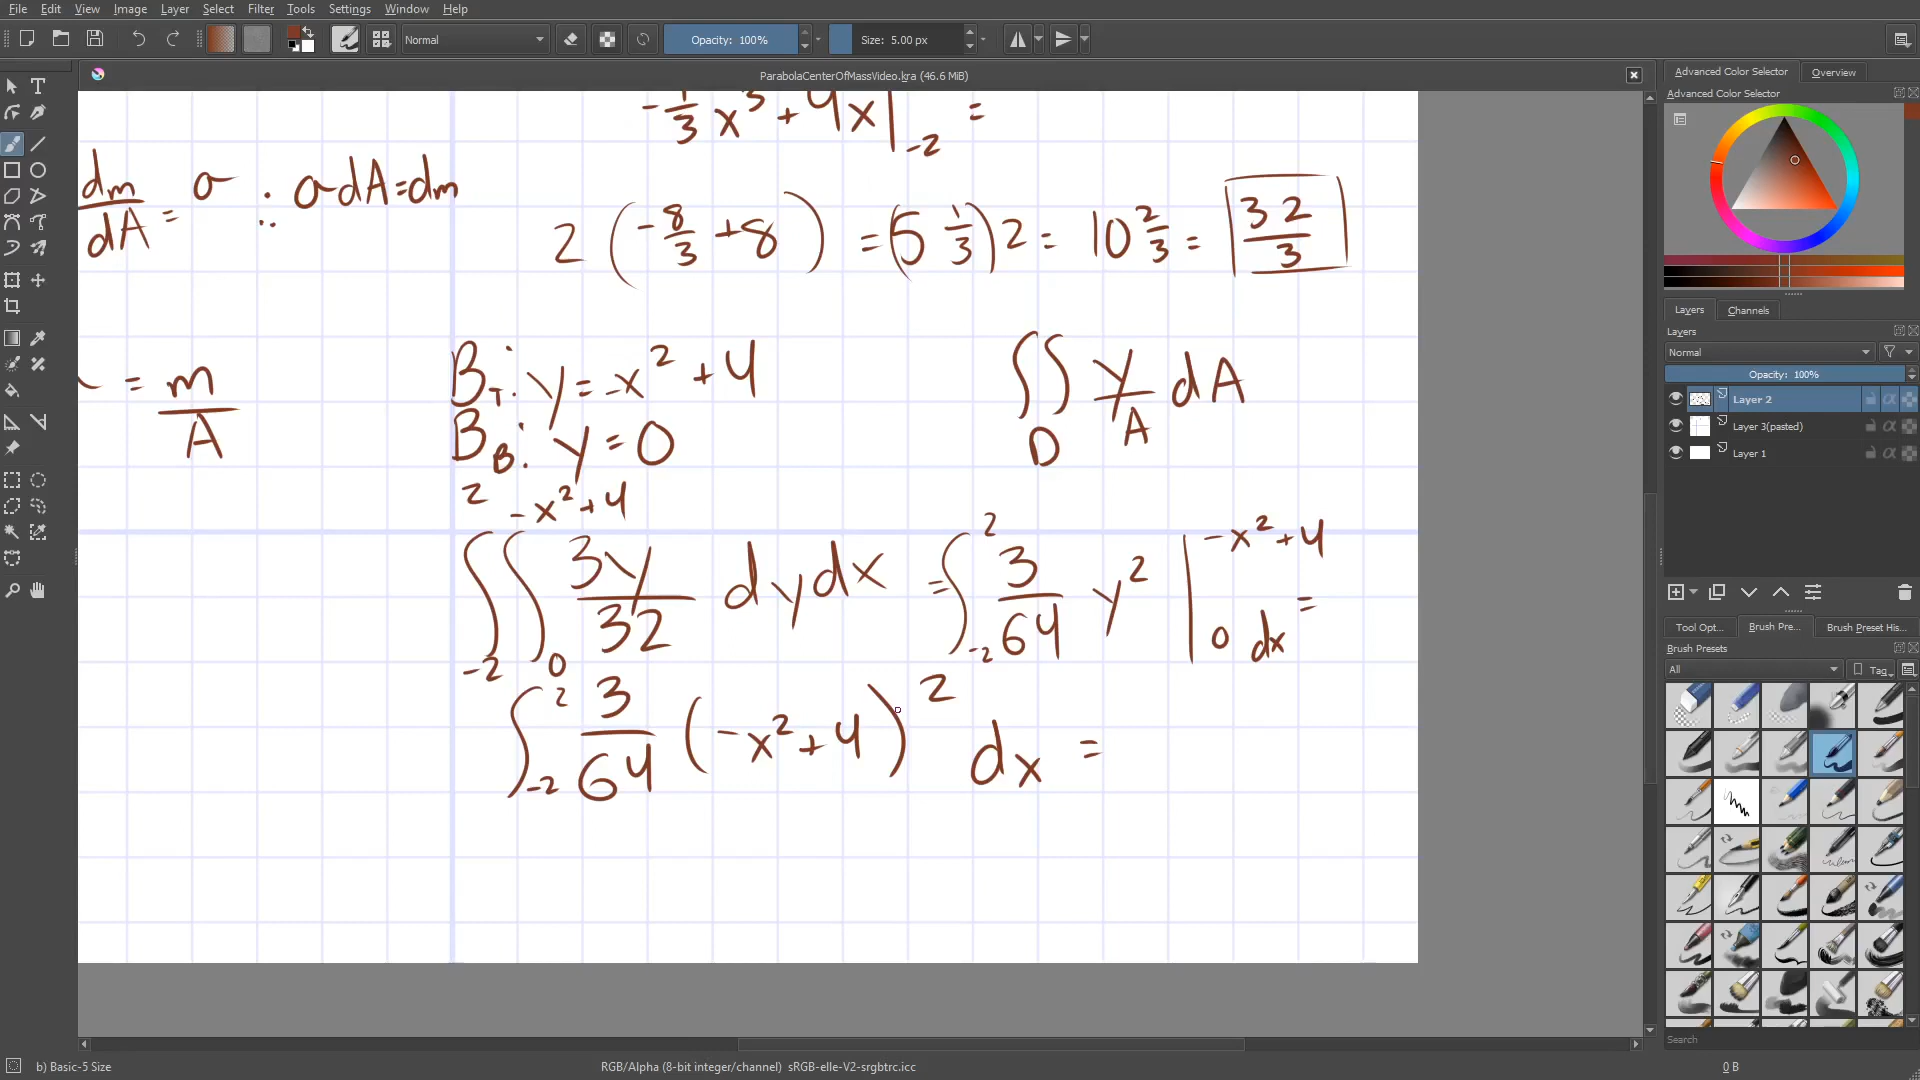 File Edit View Image Layer Select Filter Tools Settings Window Help
Normal Opacity: 100% Size: 5.00 px
ParabolaCenterOfMassVideo.kra (46.6 MiB)
-1/3 x³ + 4x |₋₂ =
dm/dA = σ ∴ σdA = dm
2 (-8/3 + 8) = (5 1/3) 2 = 10 2/3 = 32/3
= m/A
B_T: y = -x² + 4
∬_D y/A dA
B_B: y = 0
∫₋₂² ∫₀^(-x²+4) 3y/32 dy dx = ∫₋₂² 3/64 y² |₀^(-x²+4) dx =
∫₋₂² 3/64 (-x² + 4)² dx =
Advanced Color Selector Overview
Advanced Color Selector
Layers Channels
Layers
Normal
Opacity: 100%
Layer 2
Layer 3(pasted)
Layer 1
Tool Opt... Brush Pre... Brush Preset His...
Brush Presets
All Tag
Search
b) Basic-5 Size
RGB/Alpha (8-bit integer/channel) sRGB-elle-V2-srgbtrc.icc
0 B